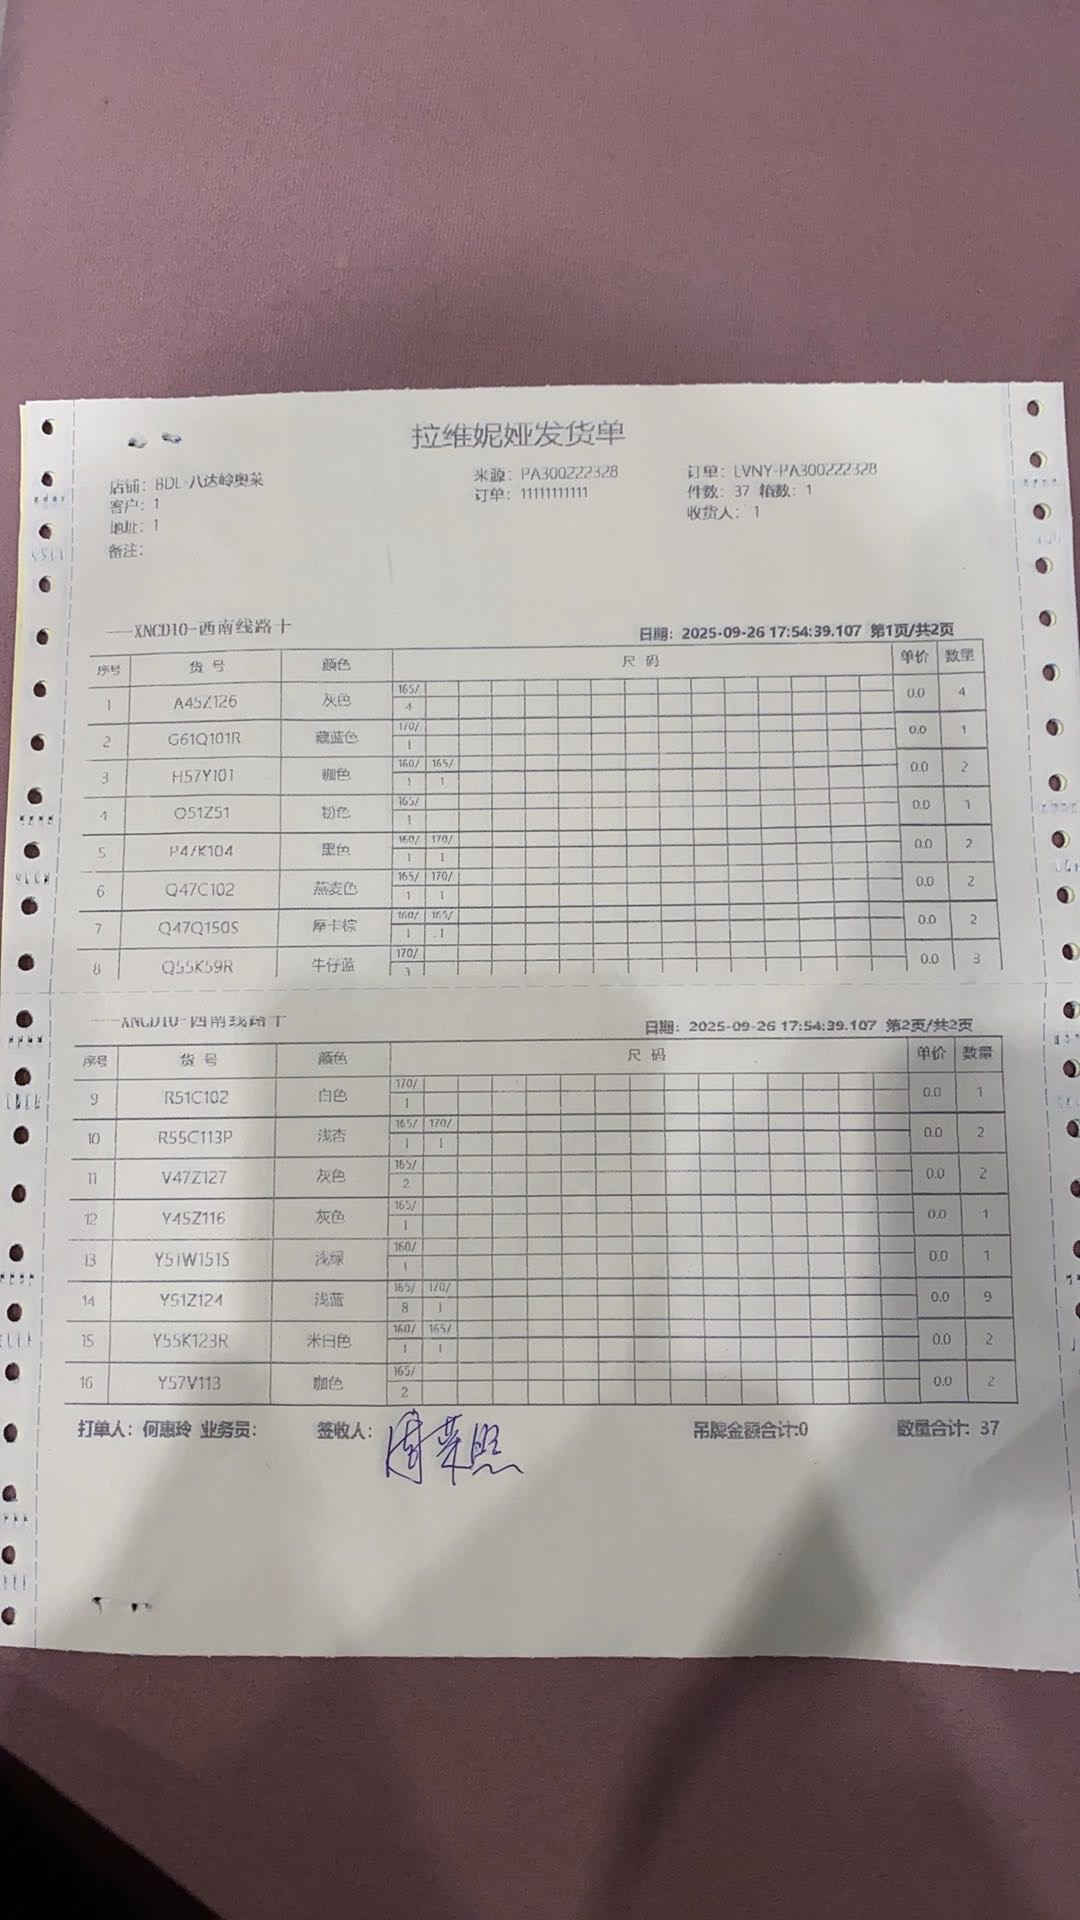 拉维妮娅发货单
店铺：BDL-八达岭奥莱 来源：PA300222328 订单：LVNY-PA300222328
客户：1 订单：11111111111 件数：37 箱数：1
地址：1 收货人：1
备注：
——XNCD10-西南线路十
日期：2025-09-26 17:54:39.107 第1页/共2页
序号 货 号 颜色 尺 码 单价 数量
1 A45Z126 灰色 165/ 4 0.0 4
2 G61Q101R 藏蓝色 170/ 1 0.0 1
3 H57Y101 咖色 160/ 1 165/ 1 0.0 2
4 O51Z51 粉色 165/ 1 0.0 1
5 P47K104 黑色 160/ 1 170/ 1 0.0 2
6 Q47C102 燕麦色 165/ 1 170/ 1 0.0 2
7 Q47Q150S 摩卡棕 160/ 1 165/ 1 0.0 2
8 Q55K59R 牛仔蓝 170/ 3 0.0 3
——XNCD10-西南线路十
日期：2025-09-26 17:54:39.107 第2页/共2页
序号 货 号 颜色 尺 码 单价 数量
9 R51C102 白色 170/ 1 0.0 1
10 R55C113P 浅杏 165/ 1 170/ 1 0.0 2
11 V47Z127 灰色 165/ 2 0.0 2
12 Y45Z116 灰色 165/ 1 0.0 1
13 Y51W151S 浅绿 160/ 1 0.0 1
14 Y51Z124 浅蓝 165/ 8 170/ 1 0.0 9
15 Y55K123R 米白色 160/ 1 165/ 1 0.0 2
16 Y57V113 咖色 165/ 2 0.0 2
打单人：何惠玲 业务员： 签收人： 吊牌金额合计:0 数量合计：37